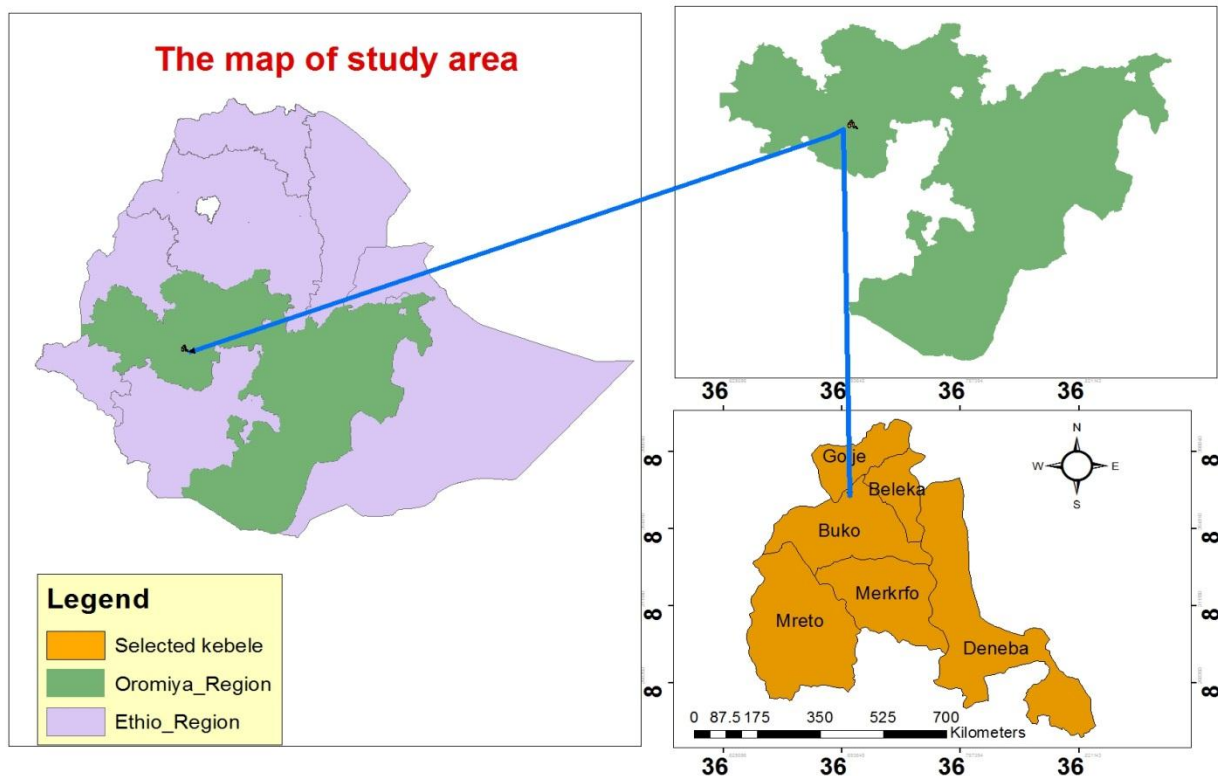 The map of study area
Legend
Selected kebele
Oromiya_Region
Ethio_Region
36 36 36 36
8 8
8 8
8 8
8 8
N
W E
S
Golje
Beleka
Buko
Merkrfo
Mreto
Deneba
0 87.5 175 350 525 700
Kilometers
36 36 36 36